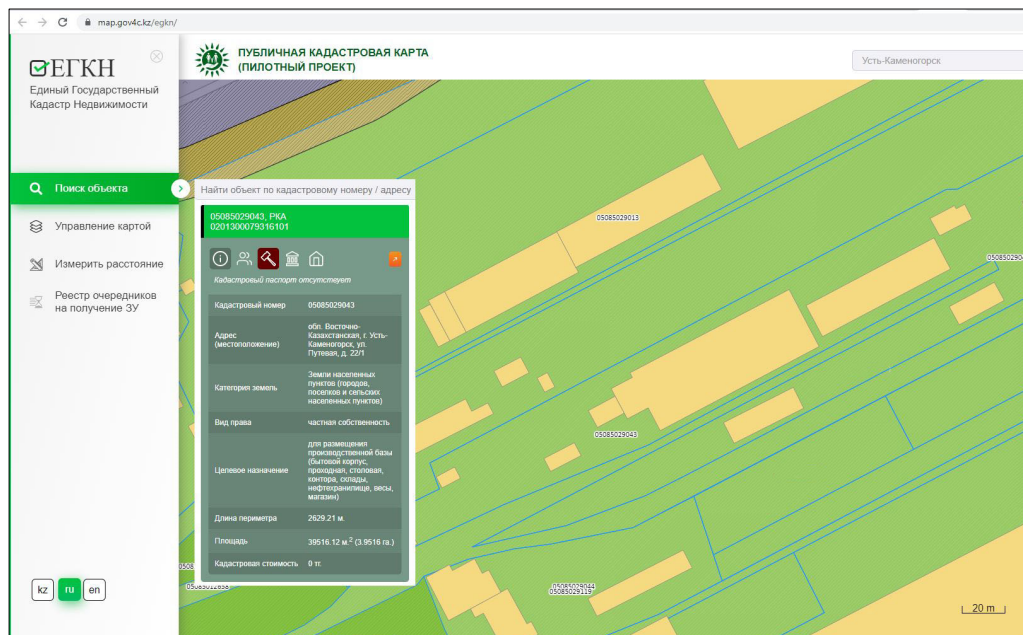 map.gov4c.kz/egkn/
ЕГКН
Единый Государственный
Кадастр Недвижимости
ПУБЛИЧНАЯ КАДАСТРОВАЯ КАРТА
(ПИЛОТНЫЙ ПРОЕКТ)
Усть-Каменогорск
Поиск объекта
Управление картой
Измерить расстояние
Реестр очередников
на получение ЗУ
kz ru en
Найти объект по кадастровому номеру / адресу
05085029043, РКА
0201300079316101
Кадастровый паспорт отсутствует
Кадастровый номер 05085029043
Адрес
(местоположение)
обл. Восточно-
Казахстанская, г. Усть-
Каменогорск, ул.
Путевая, д. 22/1
Категория земель
Земли населенных
пунктов (городов,
поселков и сельских
населенных пунктов)
Вид права частная собственность
Целевое назначение
для размещения
производственной базы
(бытовой корпус,
проходная, столовая,
контора, склады,
нефтехранилище, весы,
магазин)
Длина периметра 2629.21 м.
Площадь 39516.12 м.2 (3.9516 га.)
Кадастровая стоимость 0 тг.
05085029013
05085029043
05085029044
05085029119
20 m